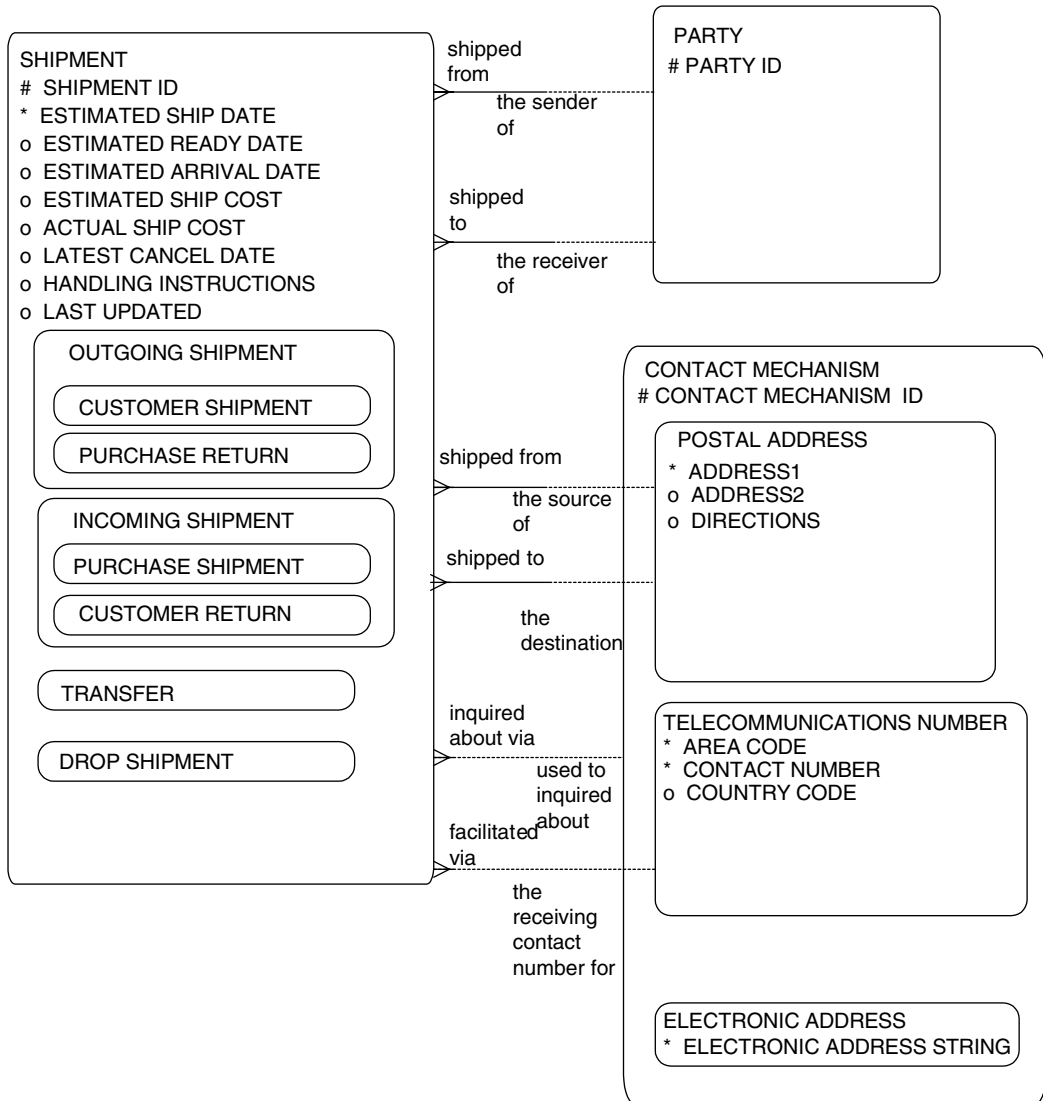 SHIPMENT
# SHIPMENT ID
* ESTIMATED SHIP DATE
o ESTIMATED READY DATE
o ESTIMATED ARRIVAL DATE
o ESTIMATED SHIP COST
o ACTUAL SHIP COST
o LATEST CANCEL DATE
o HANDLING INSTRUCTIONS
o LAST UPDATED
OUTGOING SHIPMENT
CUSTOMER SHIPMENT
PURCHASE RETURN
INCOMING SHIPMENT
PURCHASE SHIPMENT
CUSTOMER RETURN
TRANSFER
DROP SHIPMENT
shipped
from
the sender
of
shipped
to
the receiver
of
shipped from
the source
of
shipped to
the
destination
inquired
about via
used to
inquired
about
facilitated
via
the
receiving
contact
number for
PARTY
# PARTY ID
CONTACT MECHANISM
# CONTACT MECHANISM ID
POSTAL ADDRESS
* ADDRESS1
o ADDRESS2
o DIRECTIONS
TELECOMMUNICATIONS NUMBER
* AREA CODE
* CONTACT NUMBER
o COUNTRY CODE
ELECTRONIC ADDRESS
* ELECTRONIC ADDRESS STRING